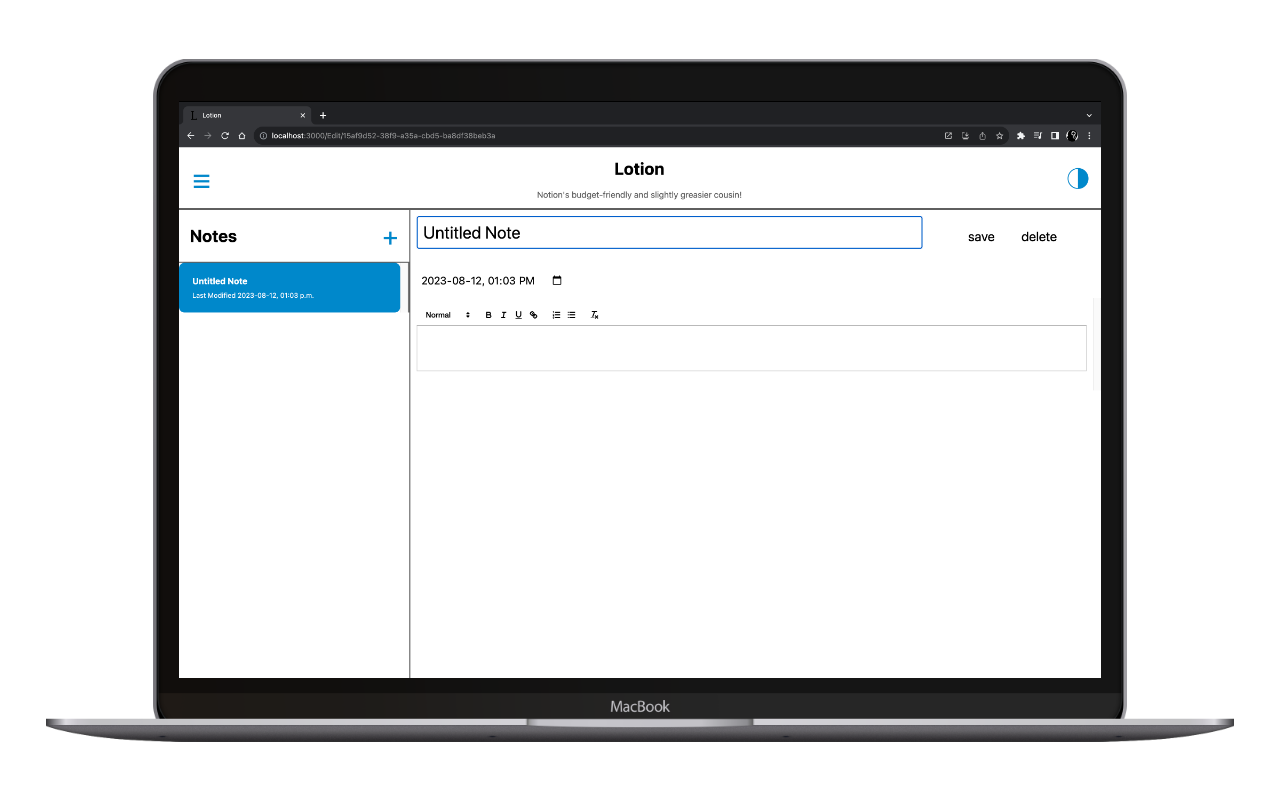 Lotion
localhost:3000/Edit/15af9d52-38f9-a35a-cbd5-ba8df38beb3a
Lotion
Notion's budget-friendly and slightly greasier cousin!
Notes
Untitled Note
Last Modified 2023-08-12, 01:03 p.m.
Untitled Note
save
delete
2023-08-12, 01:03 PM
Normal
B I U
MacBook